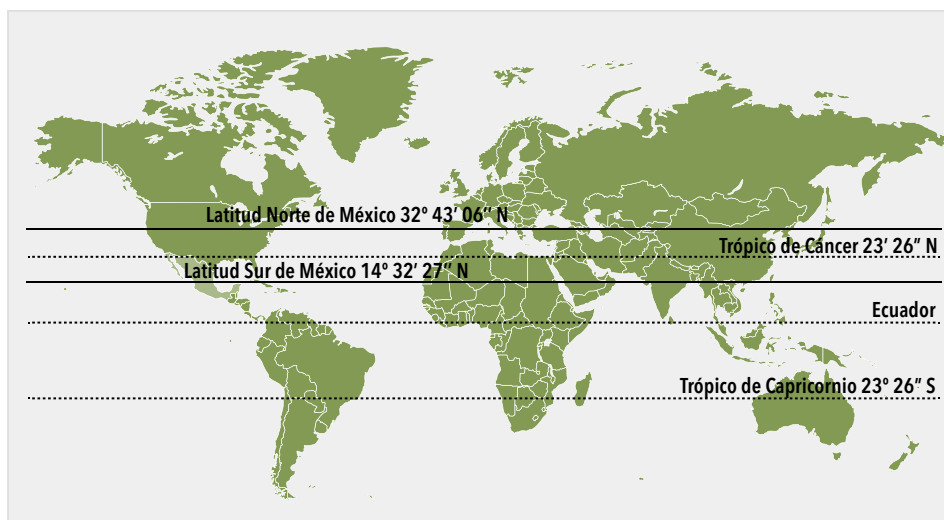 Latitud Norte de México 32º 43’ 06’’ N
Trópico de Cáncer 23’ 26’’ N
Latitud Sur de México 14º 32’ 27’’ N
Ecuador
Trópico de Capricornio 23º 26’’ S